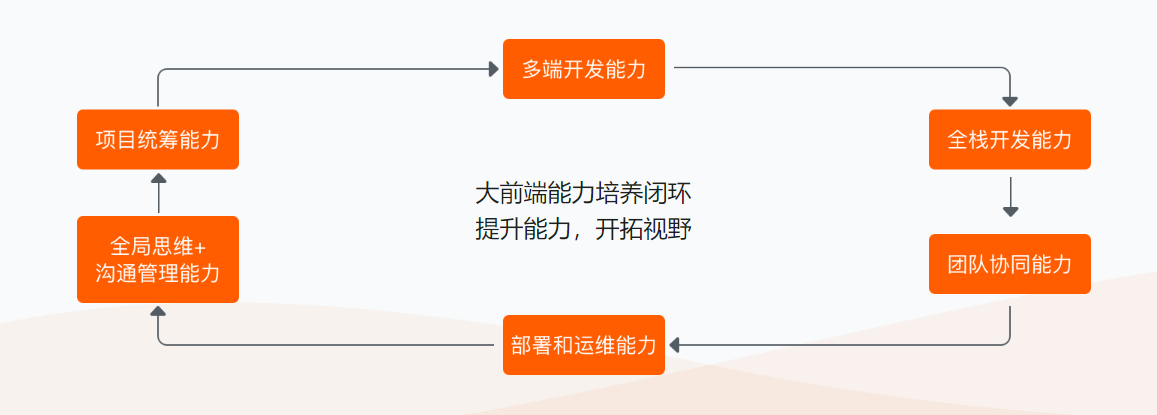 多端开发能力
项目统筹能力
全栈开发能力
大前端能力培养闭环
提升能力，开拓视野
全局思维+
沟通管理能力
团队协同能力
部署和运维能力